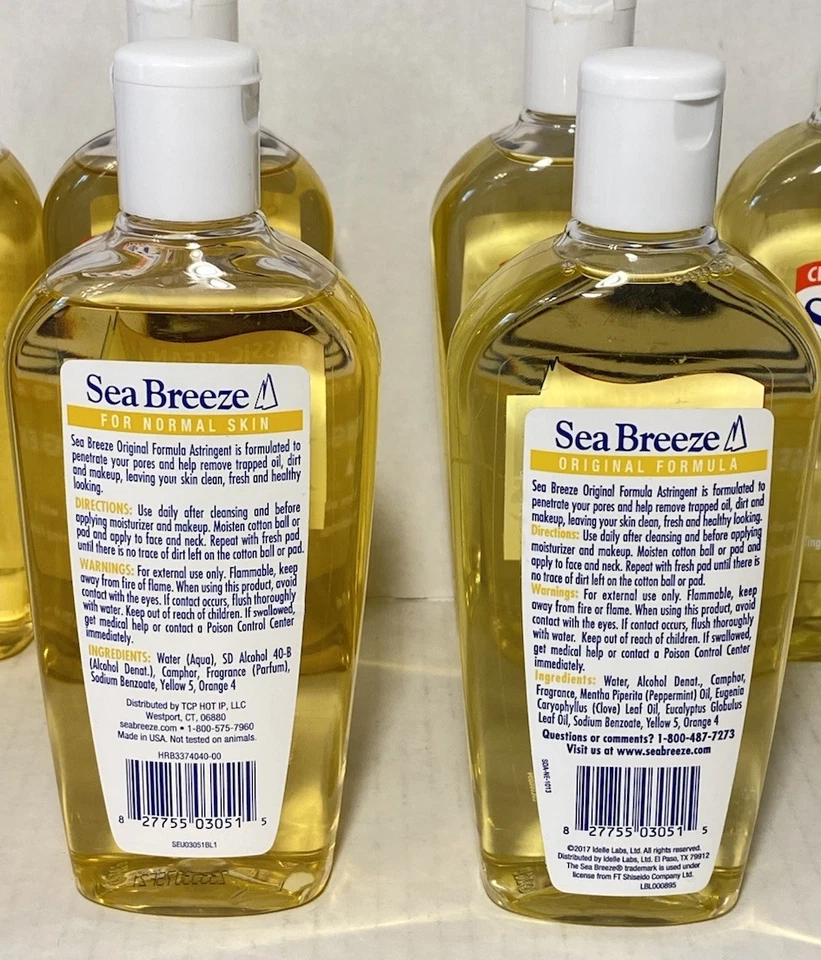 Sea Breeze
FOR NORMAL SKIN
Sea Breeze Original Formula Astringent is formulated to
penetrate your pores and help remove trapped oil, dirt
and makeup, leaving your skin clean, fresh and healthy
looking.
DIRECTIONS: Use daily after cleansing and before
applying moisturizer and makeup. Moisten cotton ball or
pad and apply to face and neck. Repeat with fresh pad
until there is no trace of dirt left on the cotton ball or pad.
WARNINGS: For external use only. Flammable, keep
away from fire of flame. When using this product, avoid
contact with the eyes. If contact occurs, flush thoroughly
with water. Keep out of reach of children. If swallowed,
get medical help or contact a Poison Control Center
immediately.
INGREDIENTS: Water (Aqua), SD Alcohol 40-B
(Alcohol Denat.), Camphor, Fragrance (Parfum),
Sodium Benzoate, Yellow 5, Orange 4
Distributed by TCP HOT IP, LLC
Westport, CT, 06880
seabreeze.com • 1-800-575-7960
Made in USA. Not tested on animals.
HRB3374040-00
8 27755 03051 5
SEU03051BL1
Sea Breeze
ORIGINAL FORMULA
Sea Breeze Original Formula Astringent is formulated to
penetrate your pores and help remove trapped oil, dirt and
makeup, leaving your skin clean, fresh and healthy looking.
Directions: Use daily after cleansing and before applying
moisturizer and makeup. Moisten cotton ball or pad and
apply to face and neck. Repeat with fresh pad until there is
no trace of dirt left on the cotton ball or pad.
Warnings: For external use only. Flammable, keep
away from fire or flame. When using this product, avoid
contact with the eyes. If contact occurs, flush thoroughly
with water. Keep out of reach of children. If swallowed,
get medical help or contact a Poison Control Center
immediately.
Ingredients: Water, Alcohol Denat., Camphor,
Fragrance, Mentha Piperita (Peppermint) Oil, Eugenia
Caryophyllus (Clove) Leaf Oil, Eucalyptus Globulus
Leaf Oil, Sodium Benzoate, Yellow 5, Orange 4
Questions or comments? 1-800-487-7273
Visit us at www.seabreeze.com
SOA-NE-1013
8 27755 03051 5
©2017 Idelle Labs, Ltd. All rights reserved.
Distributed by Idelle Labs, Ltd. El Paso, TX 79912
The Sea Breeze® trademark is used under
license from FT Shiseido Company Ltd.
LBL000895